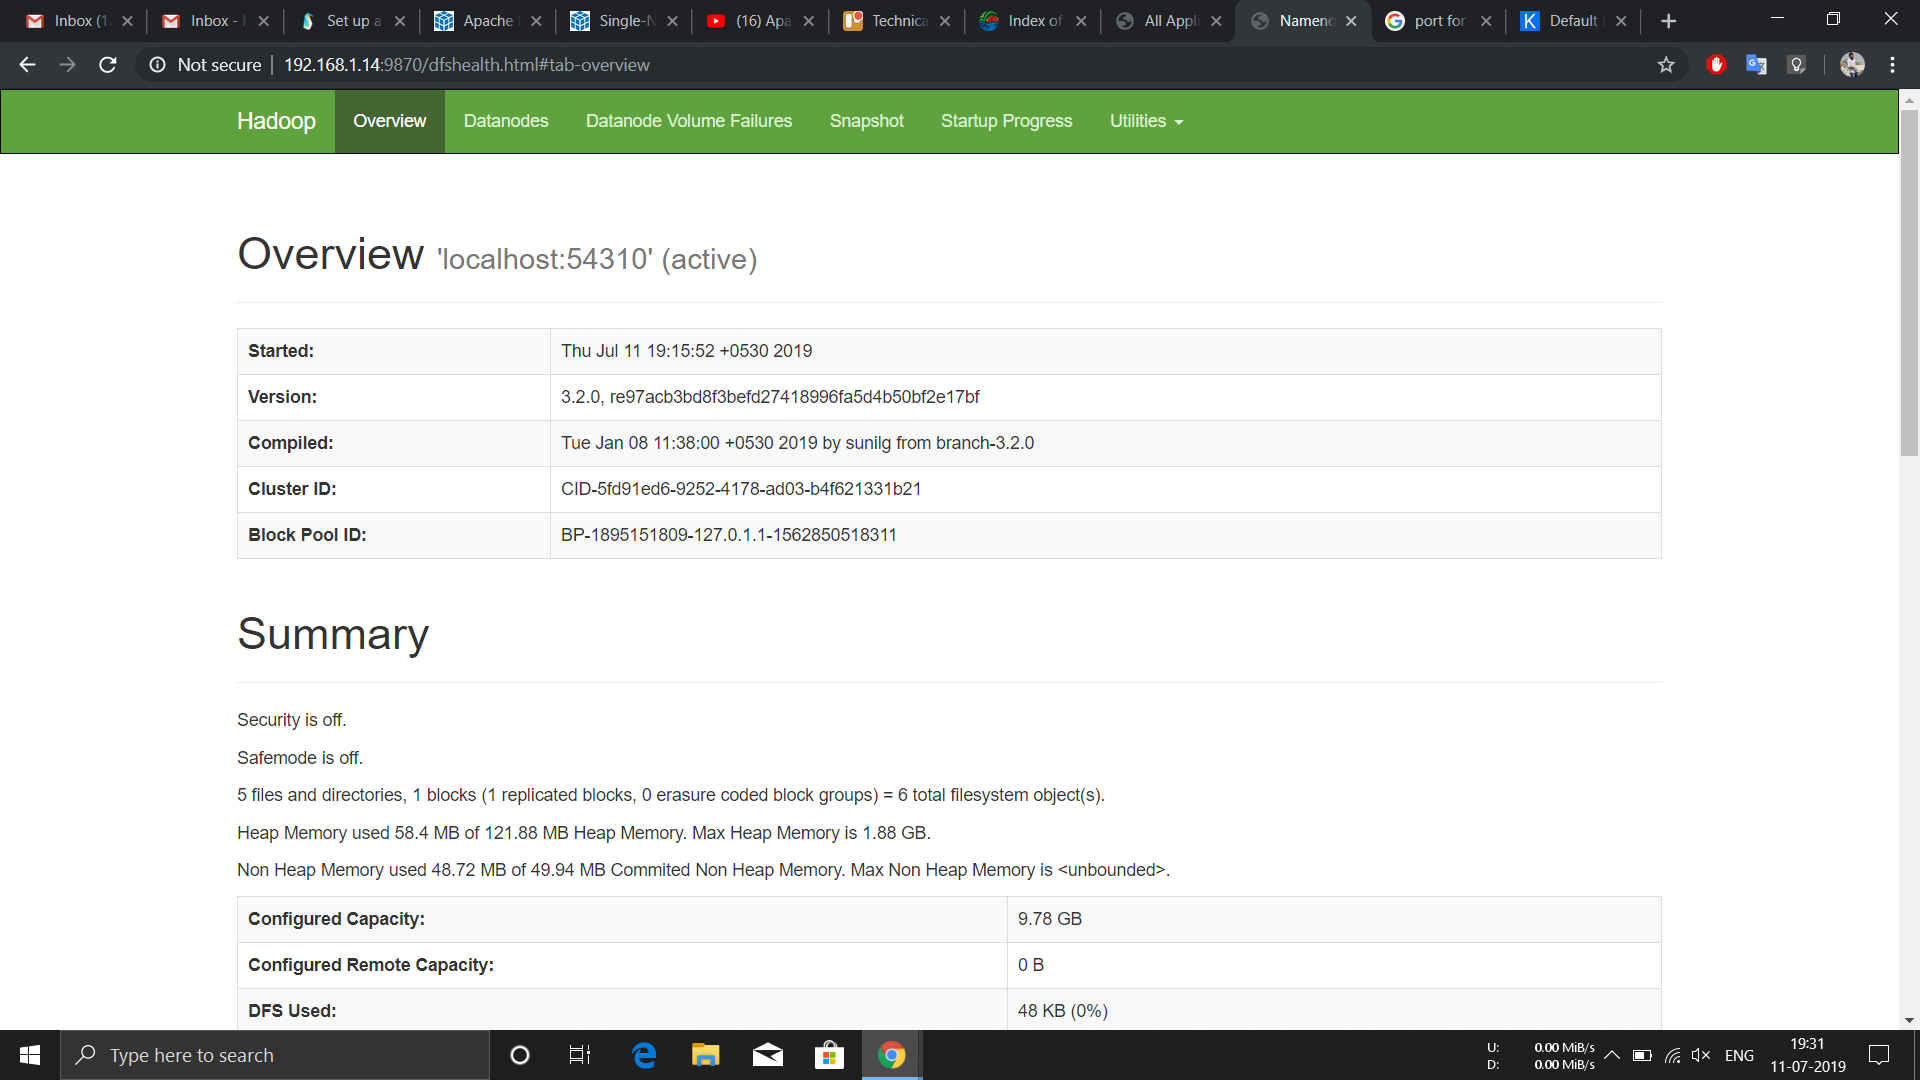 Inbox (1
Inbox -
Set up a
Apache
Single-N
(16) Apa
Technica
Index of
All Appli
Nameno
port for
Default
Not secure
192.168.1.14:9870/dfshealth.html#tab-overview
Hadoop
Overview
Datanodes
Datanode Volume Failures
Snapshot
Startup Progress
Utilities
Overview 'localhost:54310' (active)
Started: Thu Jul 11 19:15:52 +0530 2019
Version: 3.2.0, re97acb3bd8f3befd27418996fa5d4b50bf2e17bf
Compiled: Tue Jan 08 11:38:00 +0530 2019 by sunilg from branch-3.2.0
Cluster ID: CID-5fd91ed6-9252-4178-ad03-b4f621331b21
Block Pool ID: BP-1895151809-127.0.1.1-1562850518311
Summary
Security is off.
Safemode is off.
5 files and directories, 1 blocks (1 replicated blocks, 0 erasure coded block groups) = 6 total filesystem object(s).
Heap Memory used 58.4 MB of 121.88 MB Heap Memory. Max Heap Memory is 1.88 GB.
Non Heap Memory used 48.72 MB of 49.94 MB Commited Non Heap Memory. Max Non Heap Memory is <unbounded>.
Configured Capacity: 9.78 GB
Configured Remote Capacity: 0 B
DFS Used: 48 KB (0%)
Type here to search
U: 0.00 MiB/s
D: 0.00 MiB/s
ENG
19:31
11-07-2019